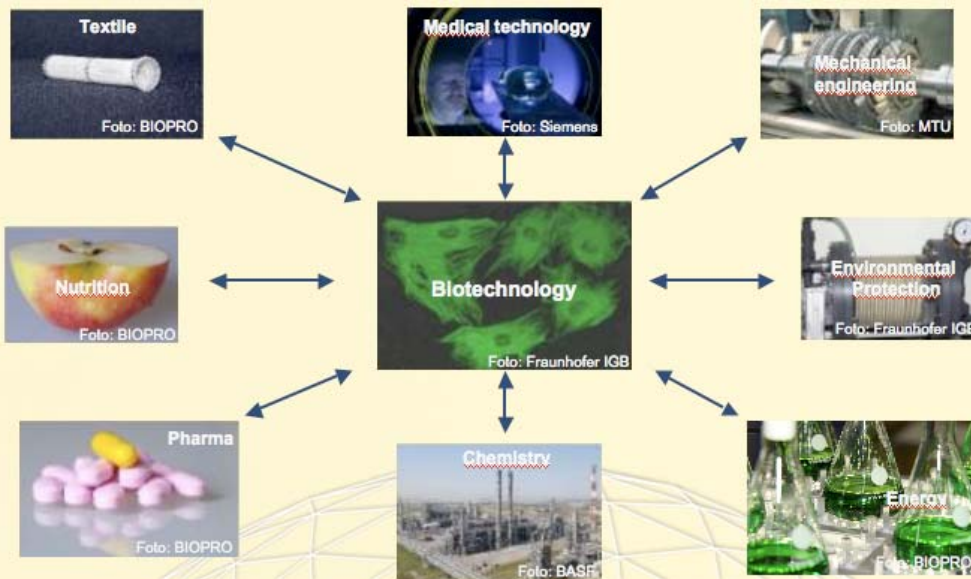 Textile
Foto: BIOPRO
Medical technology
Foto: Siemens
Mechanical
engineering
Foto: MTU
Nutrition
Foto: BIOPRO
Biotechnology
Foto: Fraunhofer IGB
Environmental
Protection
Foto: Fraunhofer IGB
Pharma
Foto: BIOPRO
Chemistry
Foto: BASF
Energy
Foto: BIOPRO